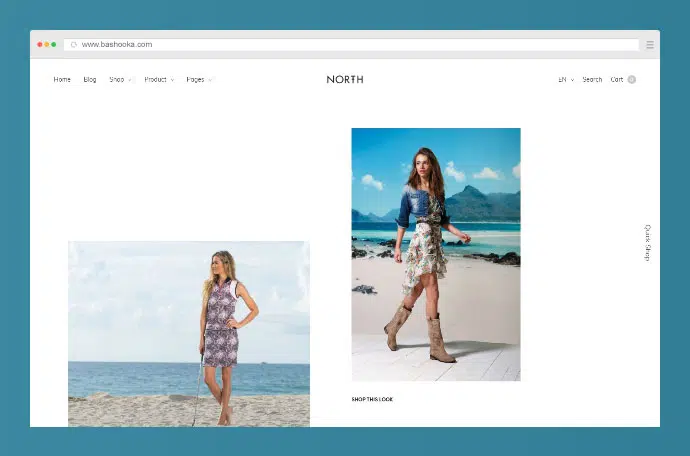 www.bashooka.com
Home Blog Shop Product Pages NORTH EN Search Cart 0
Quick Shop
SHOP THIS LOOK